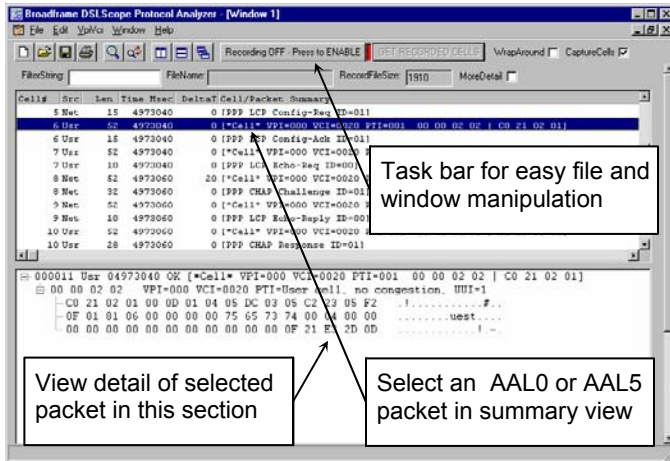 Broadframe DSLScope Protocol Analyzer - [Window 1]
File Edit Vpi/Vci Window Help
Recording OFF - Press to ENABLE GET RECORDED CELLS WrapAround CaptureCells
FilterString: FileName: RecordFileSize: 1910 MoreDetail
Cell# Src Len Time Msec DeltaT Cell/Packet Summary
5 Net 15 4973040 0 [PPP LCP Config-Req ID=01]
6 Usr 52 4973040 0 [*Cell* VPI=000 VCI=0020 PTI=001 00 00 02 02 | C0 21 02 01]
6 Usr 15 4973040 0 [PPP LCP Config-Ack ID=01]
7 Usr 52 4973040 0 [*Cell* VPI=000 VCI=0020
7 Usr 10 4973040 0 [PPP LCP Echo-Req ID=00]
8 Net 52 4973060 20 [*Cell* VPI=000 VCI=0020
8 Net 32 4973060 0 [PPP CHAP Challenge ID=01]
9 Net 52 4973060 0 [*Cell* VPI=000 VCI=0020
9 Net 10 4973060 0 [PPP LCP Echo-Reply ID=00]
10 Usr 52 4973060 0 [*Cell* VPI=000 VCI=0020
10 Usr 28 4973060 0 [PPP CHAP Response ID=01]
Task bar for easy file and
window manipulation
000011 Usr 04973040 OK [*Cell* VPI=000 VCI=0020 PTI=001 00 00 02 02 | C0 21 02 01]
00 00 02 02 VPI=000 VCI=0020 PTI=User cell, no congestion, UUI=1
C0 21 02 01 00 0D 01 04 05 DC 03 05 C2 23 05 F2 .!...........#..
0F 01 81 06 00 00 00 00 75 65 73 74 00 04 00 00 ........uest....
00 00 00 00 00 00 00 00 00 00 0F 21 E3 2D 0D ...........!.-.
View detail of selected
packet in this section
Select an AAL0 or AAL5
packet in summary view